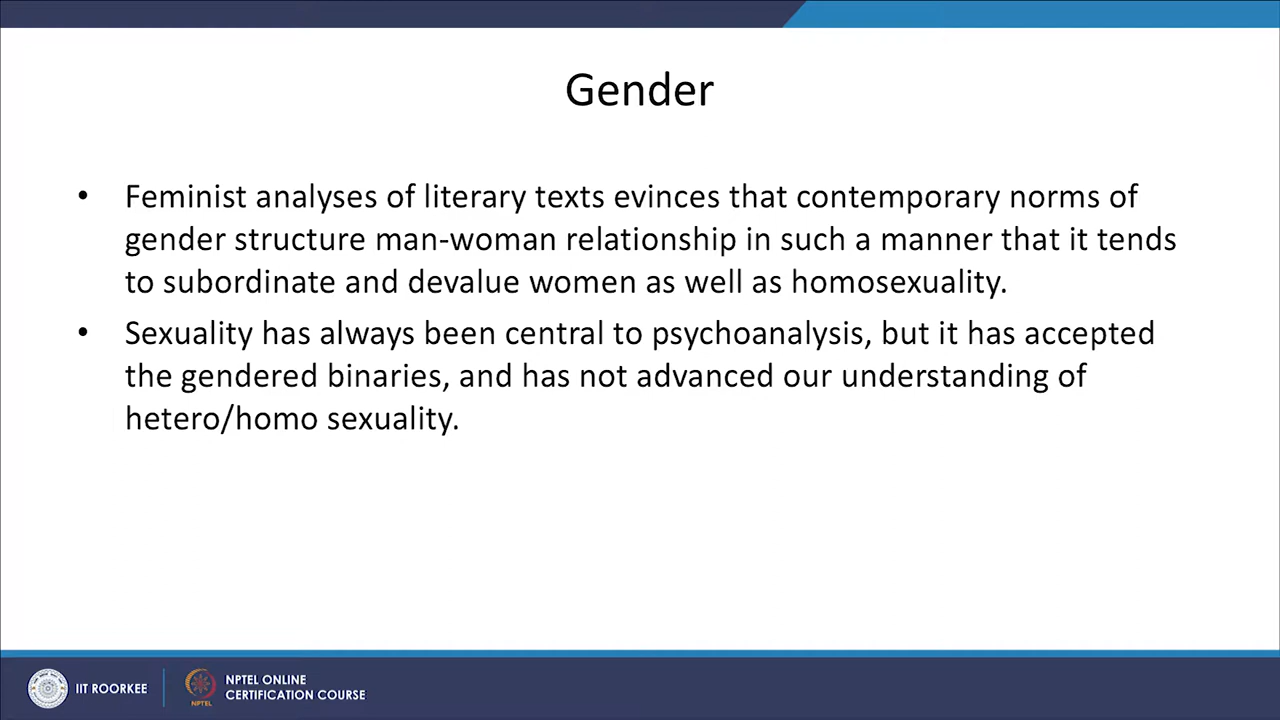 Gender
• Feminist analyses of literary texts evinces that contemporary norms of
gender structure man-woman relationship in such a manner that it tends
to subordinate and devalue women as well as homosexuality.
• Sexuality has always been central to psychoanalysis, but it has accepted
the gendered binaries, and has not advanced our understanding of
hetero/homo sexuality.
IIT ROORKEE
NPTEL
NPTEL ONLINE
CERTIFICATION COURSE